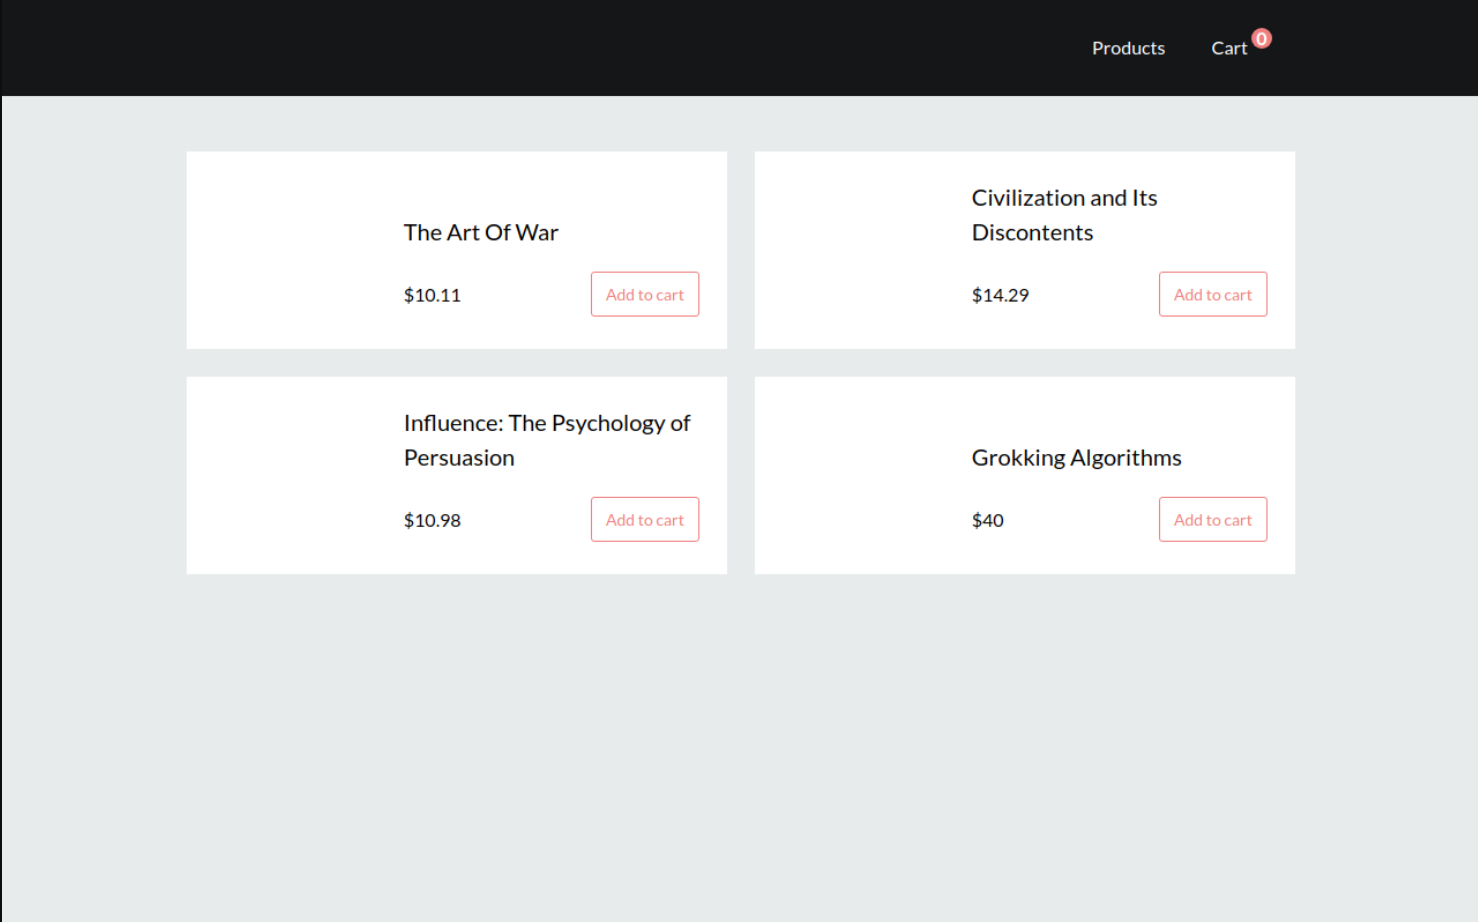 Products
Cart
0
The Art Of War
$10.11
Add to cart
Civilization and Its
Discontents
$14.29
Add to cart
Influence: The Psychology of
Persuasion
$10.98
Add to cart
Grokking Algorithms
$40
Add to cart